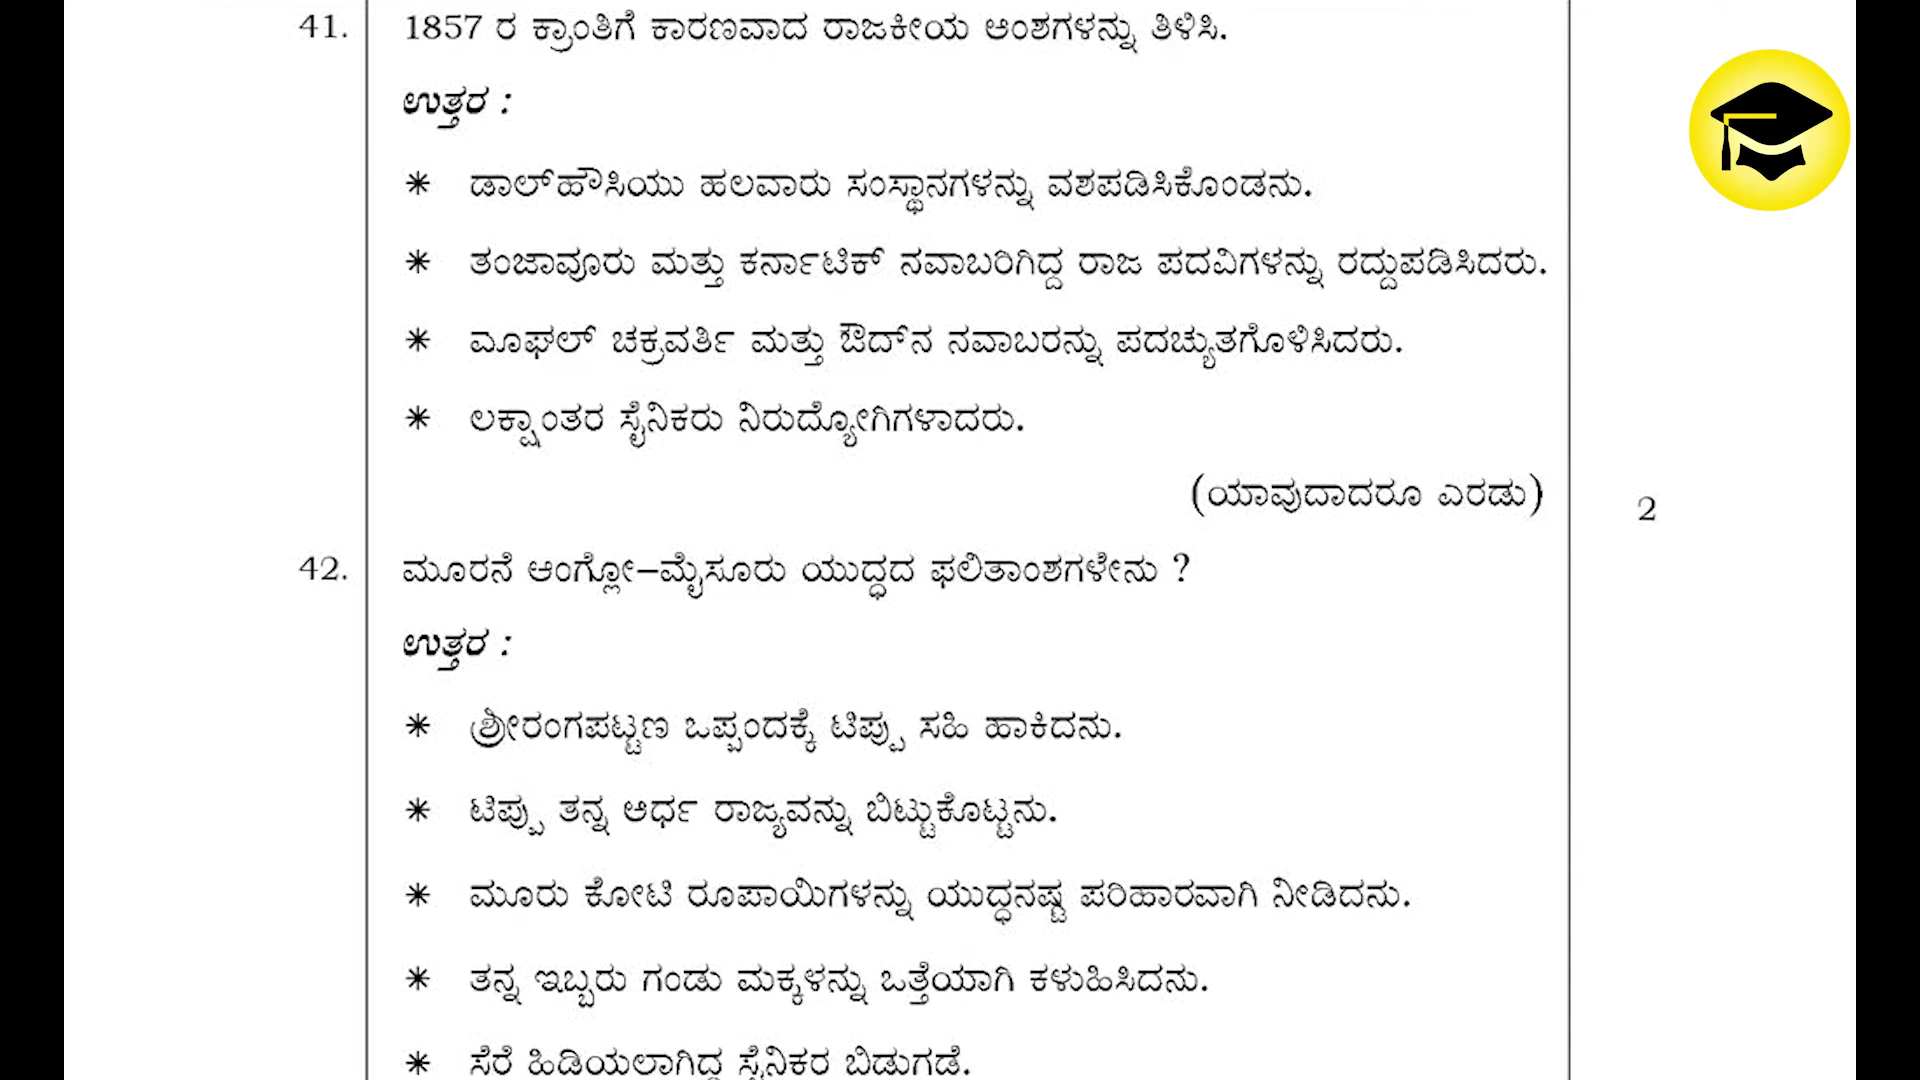 41. 1857 ರ ಕ್ರಾಂತಿಗೆ ಕಾರಣವಾದ ರಾಜಕೀಯ ಅಂಶಗಳನ್ನು ತಿಳಿಸಿ.
ಉತ್ತರ :
✴ ಡಾಲ್‌ಹೌಸಿಯು ಹಲವಾರು ಸಂಸ್ಥಾನಗಳನ್ನು ವಶಪಡಿಸಿಕೊಂಡನು.
✴ ತಂಜಾವೂರು ಮತ್ತು ಕರ್ನಾಟಿಕ್ ನವಾಬರಿಗಿದ್ದ ರಾಜ ಪದವಿಗಳನ್ನು ರದ್ದುಪಡಿಸಿದರು.
✴ ಮೊಘಲ್ ಚಕ್ರವರ್ತಿ ಮತ್ತು ಔದ್‌ನ ನವಾಬರನ್ನು ಪದಚ್ಯುತಗೊಳಿಸಿದರು.
✴ ಲಕ್ಷಾಂತರ ಸೈನಿಕರು ನಿರುದ್ಯೋಗಿಗಳಾದರು.
(ಯಾವುದಾದರೂ ಎರಡು) 2
42. ಮೂರನೆ ಆಂಗ್ಲೋ–ಮೈಸೂರು ಯುದ್ಧದ ಫಲಿತಾಂಶಗಳೇನು ?
ಉತ್ತರ :
✴ ಶ್ರೀರಂಗಪಟ್ಟಣ ಒಪ್ಪಂದಕ್ಕೆ ಟಿಪ್ಪು ಸಹಿ ಹಾಕಿದನು.
✴ ಟಿಪ್ಪು ತನ್ನ ಅರ್ಧ ರಾಜ್ಯವನ್ನು ಬಿಟ್ಟುಕೊಟ್ಟನು.
✴ ಮೂರು ಕೋಟಿ ರೂಪಾಯಿಗಳನ್ನು ಯುದ್ಧನಷ್ಟ ಪರಿಹಾರವಾಗಿ ನೀಡಿದನು.
✴ ತನ್ನ ಇಬ್ಬರು ಗಂಡು ಮಕ್ಕಳನ್ನು ಒತ್ತೆಯಾಗಿ ಕಳುಹಿಸಿದನು.
✴ ಸೆರೆ ಹಿಡಿಯಲಾಗಿದ್ದ ಸೈನಿಕರ ಬಿಡುಗಡೆ.